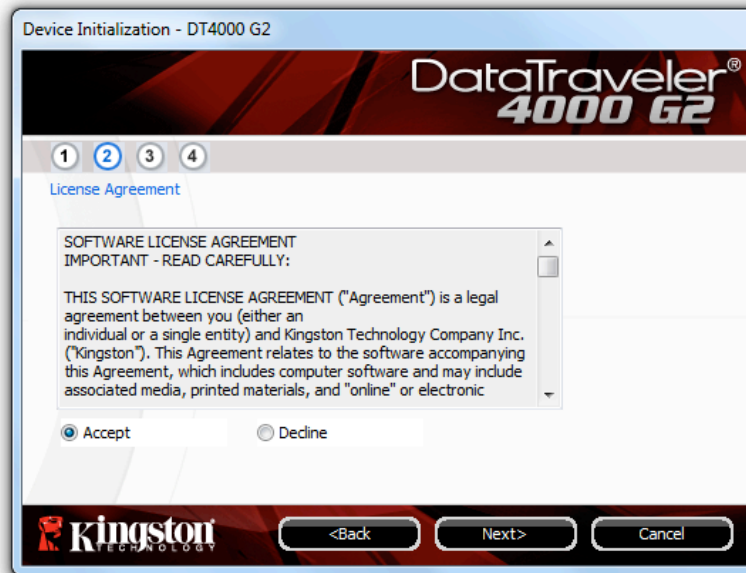 Device Initialization - DT4000 G2
DataTraveler®
4000 G2
1 2 3 4
License Agreement
SOFTWARE LICENSE AGREEMENT
IMPORTANT - READ CAREFULLY:
THIS SOFTWARE LICENSE AGREEMENT ("Agreement") is a legal
agreement between you (either an
individual or a single entity) and Kingston Technology Company Inc.
("Kingston"). This Agreement relates to the software accompanying
this Agreement, which includes computer software and may include
associated media, printed materials, and "online" or electronic
Accept Decline
Kingston
TECHNOLOGY
<Back Next> Cancel